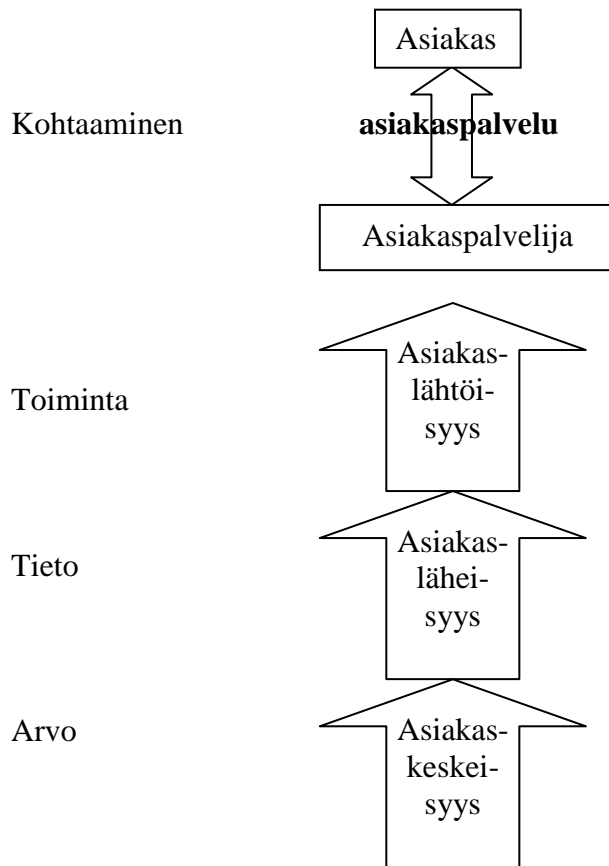 Asiakas
Kohtaaminen asiakaspalvelu
Asiakaspalvelija
Asiakas-
Toiminta lähtöi-
syys
Asiakas-
Tieto lähei-
syys
Arvo Asiakas-
keskei-
syys